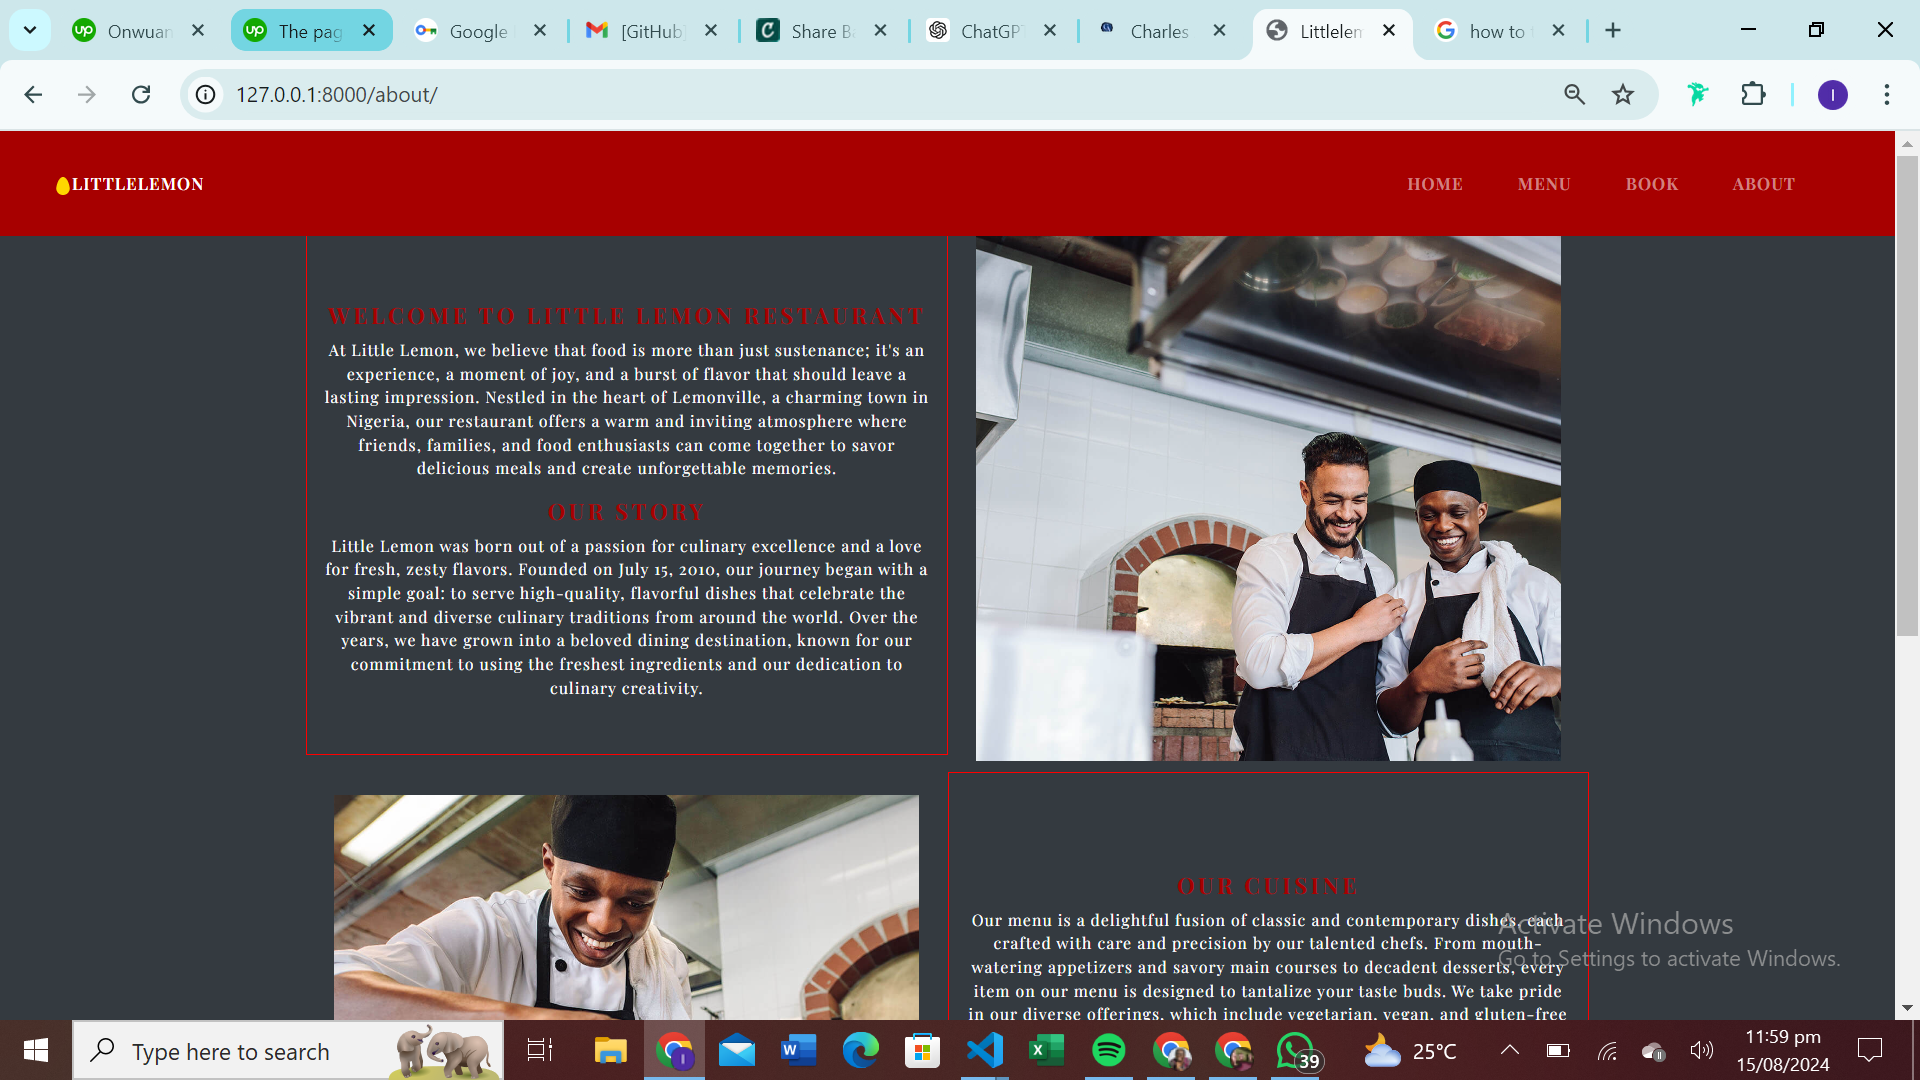 Onwuan
The pag
Google
[GitHub]
Share Ba
ChatGPT
Charles
Littlelem
how to
127.0.0.1:8000/about/
I
LITTLELEMON
HOME MENU BOOK ABOUT
WELCOME TO LITTLE LEMON RESTAURANT
At Little Lemon, we believe that food is more than just sustenance; it's an
experience, a moment of joy, and a burst of flavor that should leave a
lasting impression. Nestled in the heart of Lemonville, a charming town in
Nigeria, our restaurant offers a warm and inviting atmosphere where
friends, families, and food enthusiasts can come together to savor
delicious meals and create unforgettable memories.
OUR STORY
Little Lemon was born out of a passion for culinary excellence and a love
for fresh, zesty flavors. Founded on July 15, 2010, our journey began with a
simple goal: to serve high-quality, flavorful dishes that celebrate the
vibrant and diverse culinary traditions from around the world. Over the
years, we have grown into a beloved dining destination, known for our
commitment to using the freshest ingredients and our dedication to
culinary creativity.
OUR CUISINE
Our menu is a delightful fusion of classic and contemporary dishes, each
crafted with care and precision by our talented chefs. From mouth-
watering appetizers and savory main courses to decadent desserts, every
item on our menu is designed to tantalize your taste buds. We take pride
in our diverse offerings, which include vegetarian, vegan, and gluten-free
Activate Windows
Go to Settings to activate Windows.
Type here to search
39
25°C
11:59 pm
15/08/2024